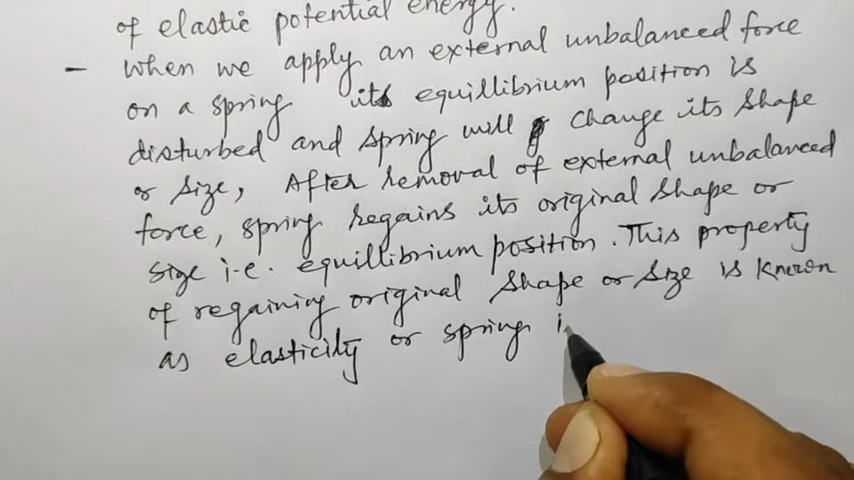 of elastic potential energy.
- When we apply an external unbalanced force
on a spring its equillibrium position is
disturbed and spring will change its shape
or size, After removal of external unbalanced
force, spring regains its original shape or
size i.e. equillibrium position. This property
of regaining original shape or size is known
as elasticity or spring i